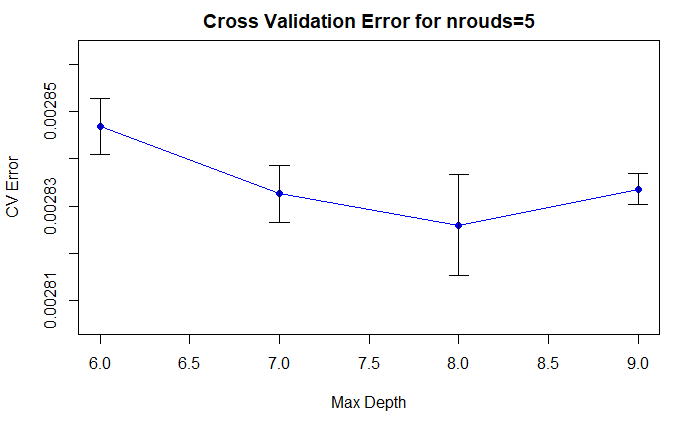 Cross Validation Error for nrouds=5
CV Error
0.00285
0.00283
0.00281
6.0 6.5 7.0 7.5 8.0 8.5 9.0
Max Depth